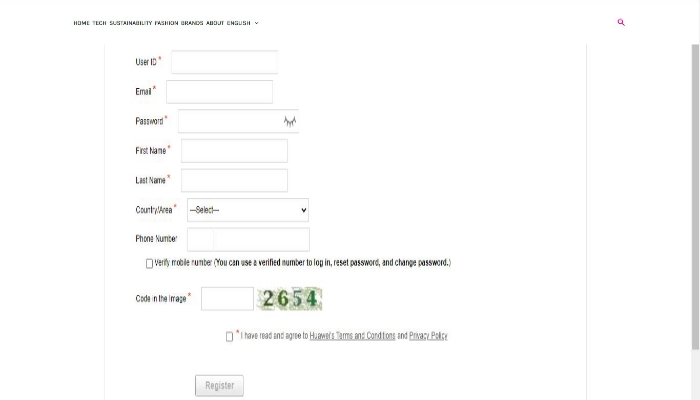 HOME TECH SUSTAINABILITY FASHION BRANDS ABOUT ENGLISH
User ID *
Email *
Password *
First Name *
Last Name *
Country/Area * ---Select---
Phone Number
Verify mobile number (You can use a verified number to log in, reset password, and change password.)
Code in the Image * 2654
* I have read and agree to Huawei's Terms and Conditions and Privacy Policy
Register